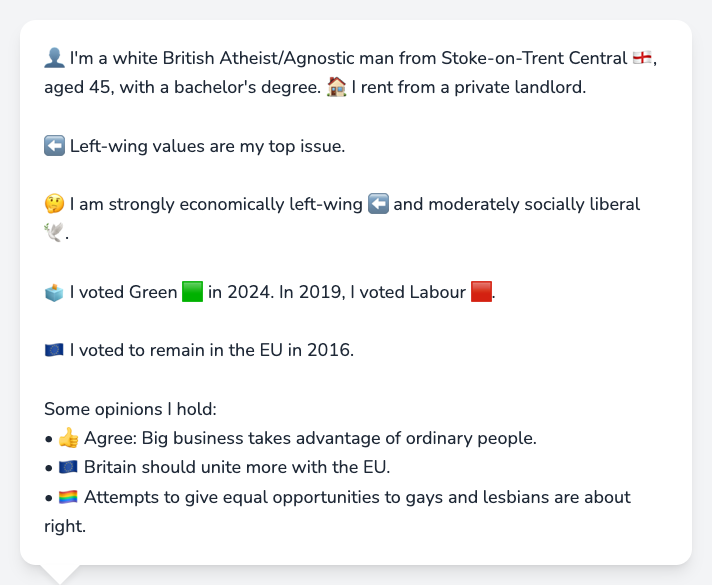 👤 I'm a white British Atheist/Agnostic man from Stoke-on-Trent Central 🏴󠁧󠁢󠁥󠁮󠁧󠁿,
aged 45, with a bachelor's degree. 🏠 I rent from a private landlord.
⬅️ Left-wing values are my top issue.
🤔 I am strongly economically left-wing ⬅️ and moderately socially liberal
🕊️.
🗳️ I voted Green 🟩 in 2024. In 2019, I voted Labour 🟥.
🇪🇺 I voted to remain in the EU in 2016.
Some opinions I hold:
• 👍 Agree: Big business takes advantage of ordinary people.
• 🇪🇺 Britain should unite more with the EU.
• 🏳️‍🌈 Attempts to give equal opportunities to gays and lesbians are about
right.